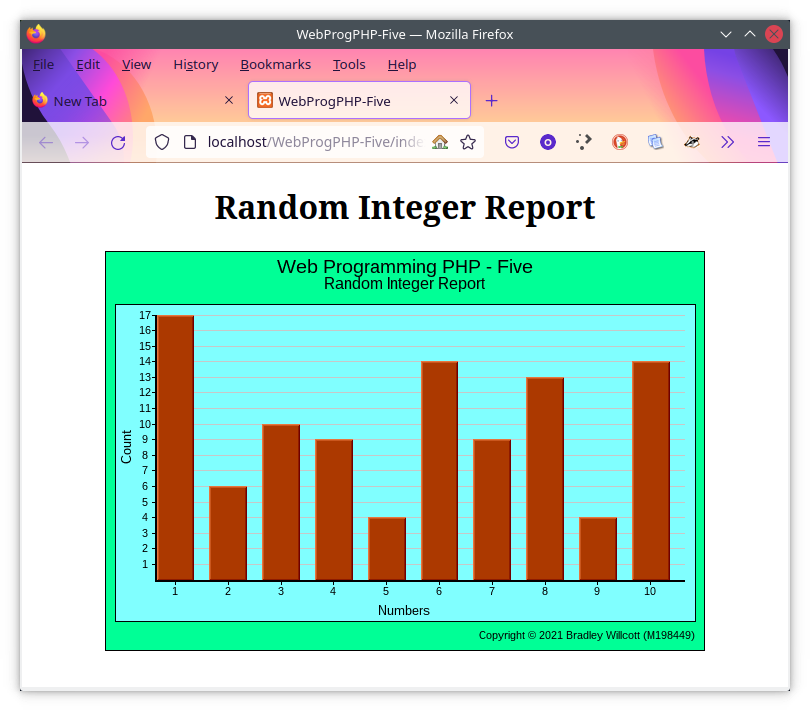 WebProgPHP-Five — Mozilla Firefox
File Edit View History Bookmarks Tools Help
New Tab WebProgPHP-Five
localhost/WebProgPHP-Five/inde
Random Integer Report
Web Programming PHP - Five
Random Integer Report
17
16
15
14
13
12
11
10
9
8
7
6
5
4
3
2
1
Count
1 2 3 4 5 6 7 8 9 10
Numbers
Copyright © 2021 Bradley Willcott (M198449)